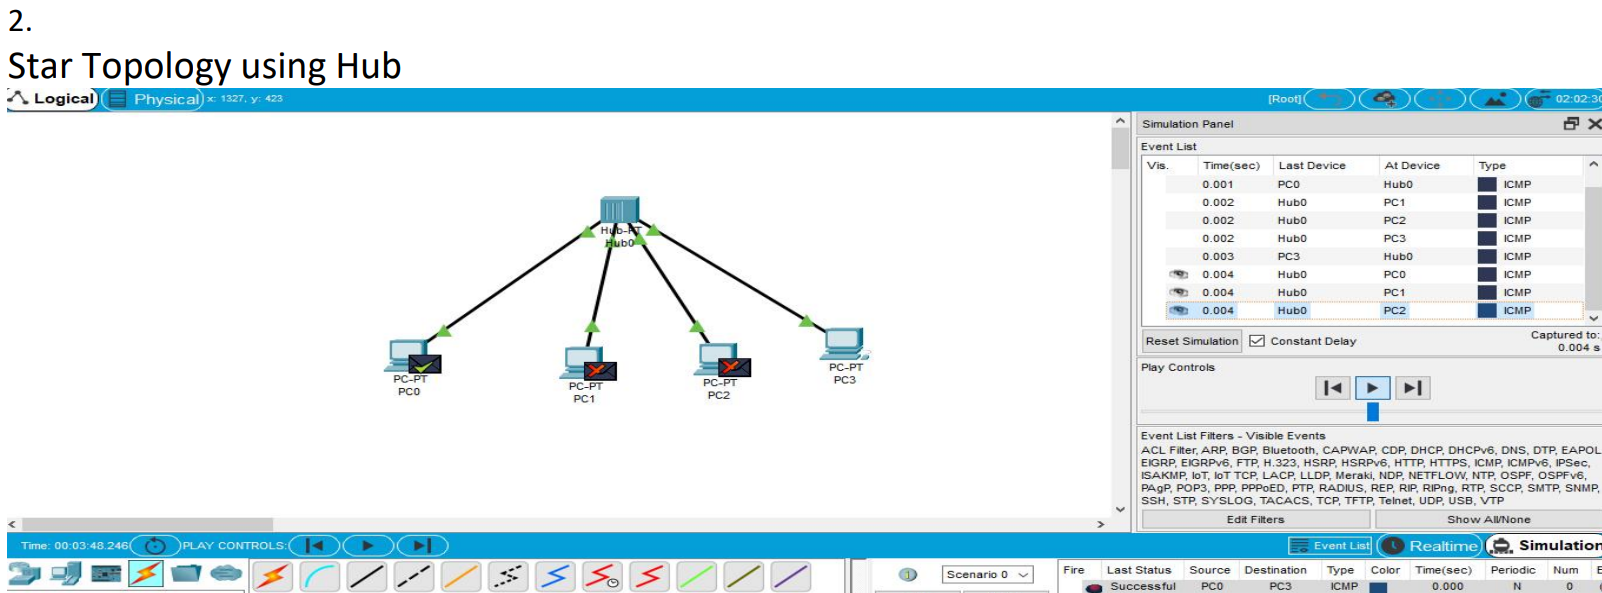 2.
Star Topology using Hub
Logical Physical x: 1327, y: 423 [Root] 02:02:30
Hub-PT
Hub0
PC-PT
PC0
PC-PT
PC1
PC-PT
PC2
PC-PT
PC3
Simulation Panel
Event List
Vis. Time(sec) Last Device At Device Type
0.001 PC0 Hub0 ICMP
0.002 Hub0 PC1 ICMP
0.002 Hub0 PC2 ICMP
0.002 Hub0 PC3 ICMP
0.003 PC3 Hub0 ICMP
0.004 Hub0 PC0 ICMP
0.004 Hub0 PC1 ICMP
0.004 Hub0 PC2 ICMP
Reset Simulation Constant Delay Captured to:
0.004 s
Play Controls
Event List Filters - Visible Events
ACL Filter, ARP, BGP, Bluetooth, CAPWAP, CDP, DHCP, DHCPv6, DNS, DTP, EAPOL
EIGRP, EIGRPv6, FTP, H.323, HSRP, HSRPv6, HTTP, HTTPS, ICMP, ICMPv6, IPSec,
ISAKMP, IoT, IoT TCP, LACP, LLDP, Meraki, NDP, NETFLOW, NTP, OSPF, OSPFv6,
PAgP, POP3, PPP, PPPoED, PTP, RADIUS, REP, RIP, RIPng, RTP, SCCP, SMTP, SNMP,
SSH, STP, SYSLOG, TACACS, TCP, TFTP, Telnet, UDP, USB, VTP
Edit Filters Show All/None
Time: 00:03:48.246 PLAY CONTROLS: Event List Realtime Simulation
1 Scenario 0 Fire Last Status Source Destination Type Color Time(sec) Periodic Num E
Successful PC0 PC3 ICMP 0.000 N 0